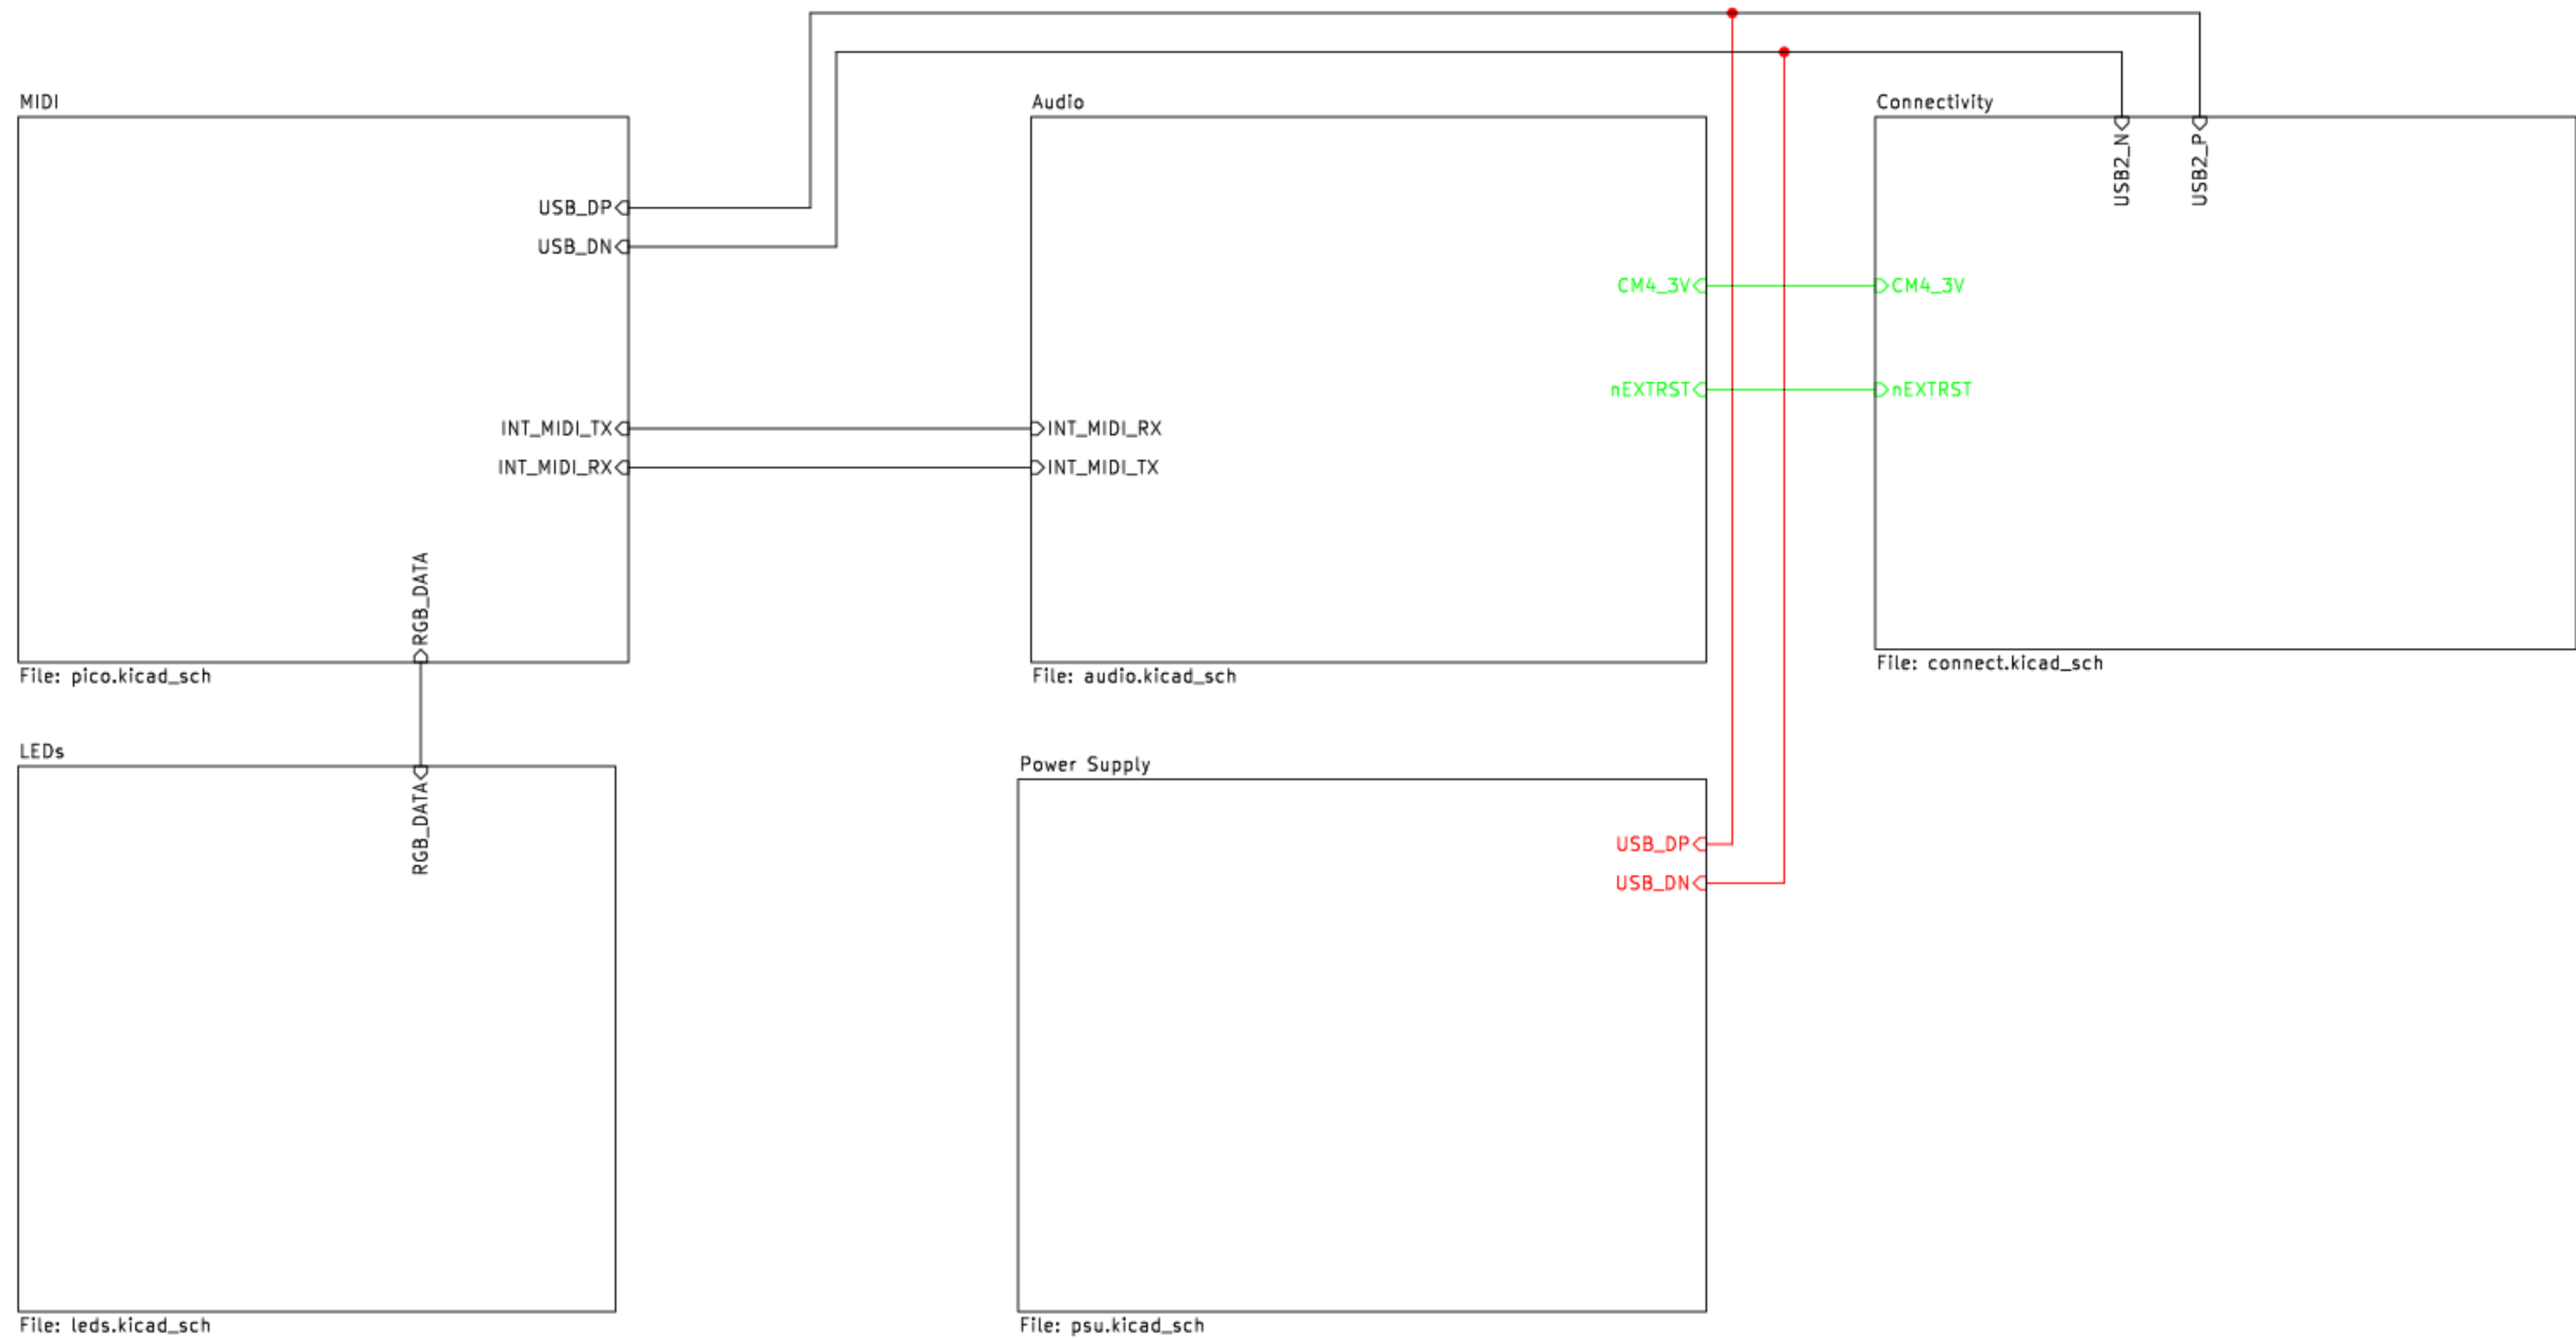 MIDI
USB_DP
USB_DN
INT_MIDI_TX
INT_MIDI_RX
RGB_DATA
File: pico.kicad_sch
Audio
CM4_3V
nEXTRST
INT_MIDI_RX
INT_MIDI_TX
File: audio.kicad_sch
Connectivity
USB2_N
USB2_P
CM4_3V
nEXTRST
File: connect.kicad_sch
LEDs
RGB_DATA
File: leds.kicad_sch
Power Supply
USB_DP
USB_DN
File: psu.kicad_sch